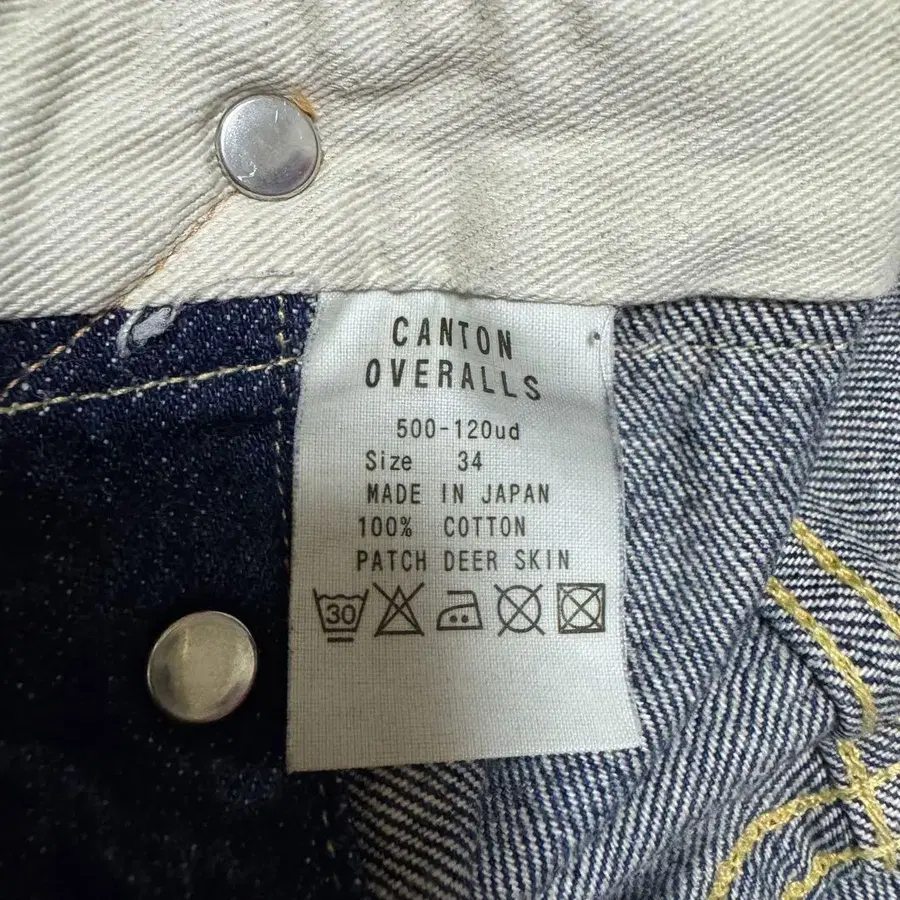 CANTON
OVERALLS
500-120ud
Size 34
MADE IN JAPAN
100% COTTON
PATCH DEER SKIN
30